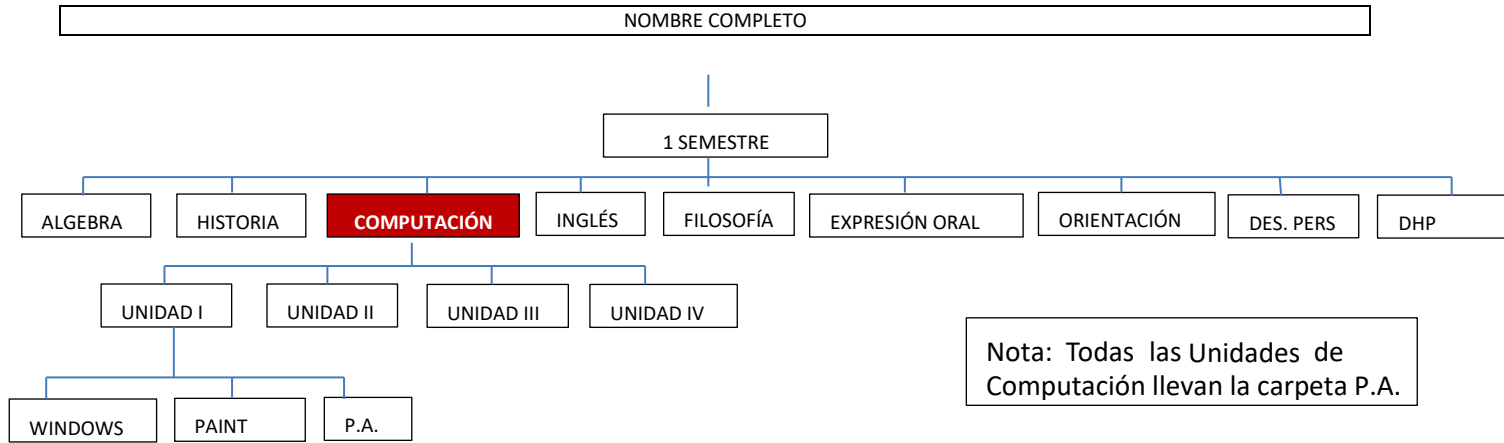 NOMBRE COMPLETO
1 SEMESTRE
ALGEBRA
HISTORIA
COMPUTACIÓN
INGLÉS
FILOSOFÍA
EXPRESIÓN ORAL
ORIENTACIÓN
DES. PERS
DHP
UNIDAD I
UNIDAD II
UNIDAD III
UNIDAD IV
Nota: Todas las Unidades de
Computación llevan la carpeta P.A.
WINDOWS
PAINT
P.A.